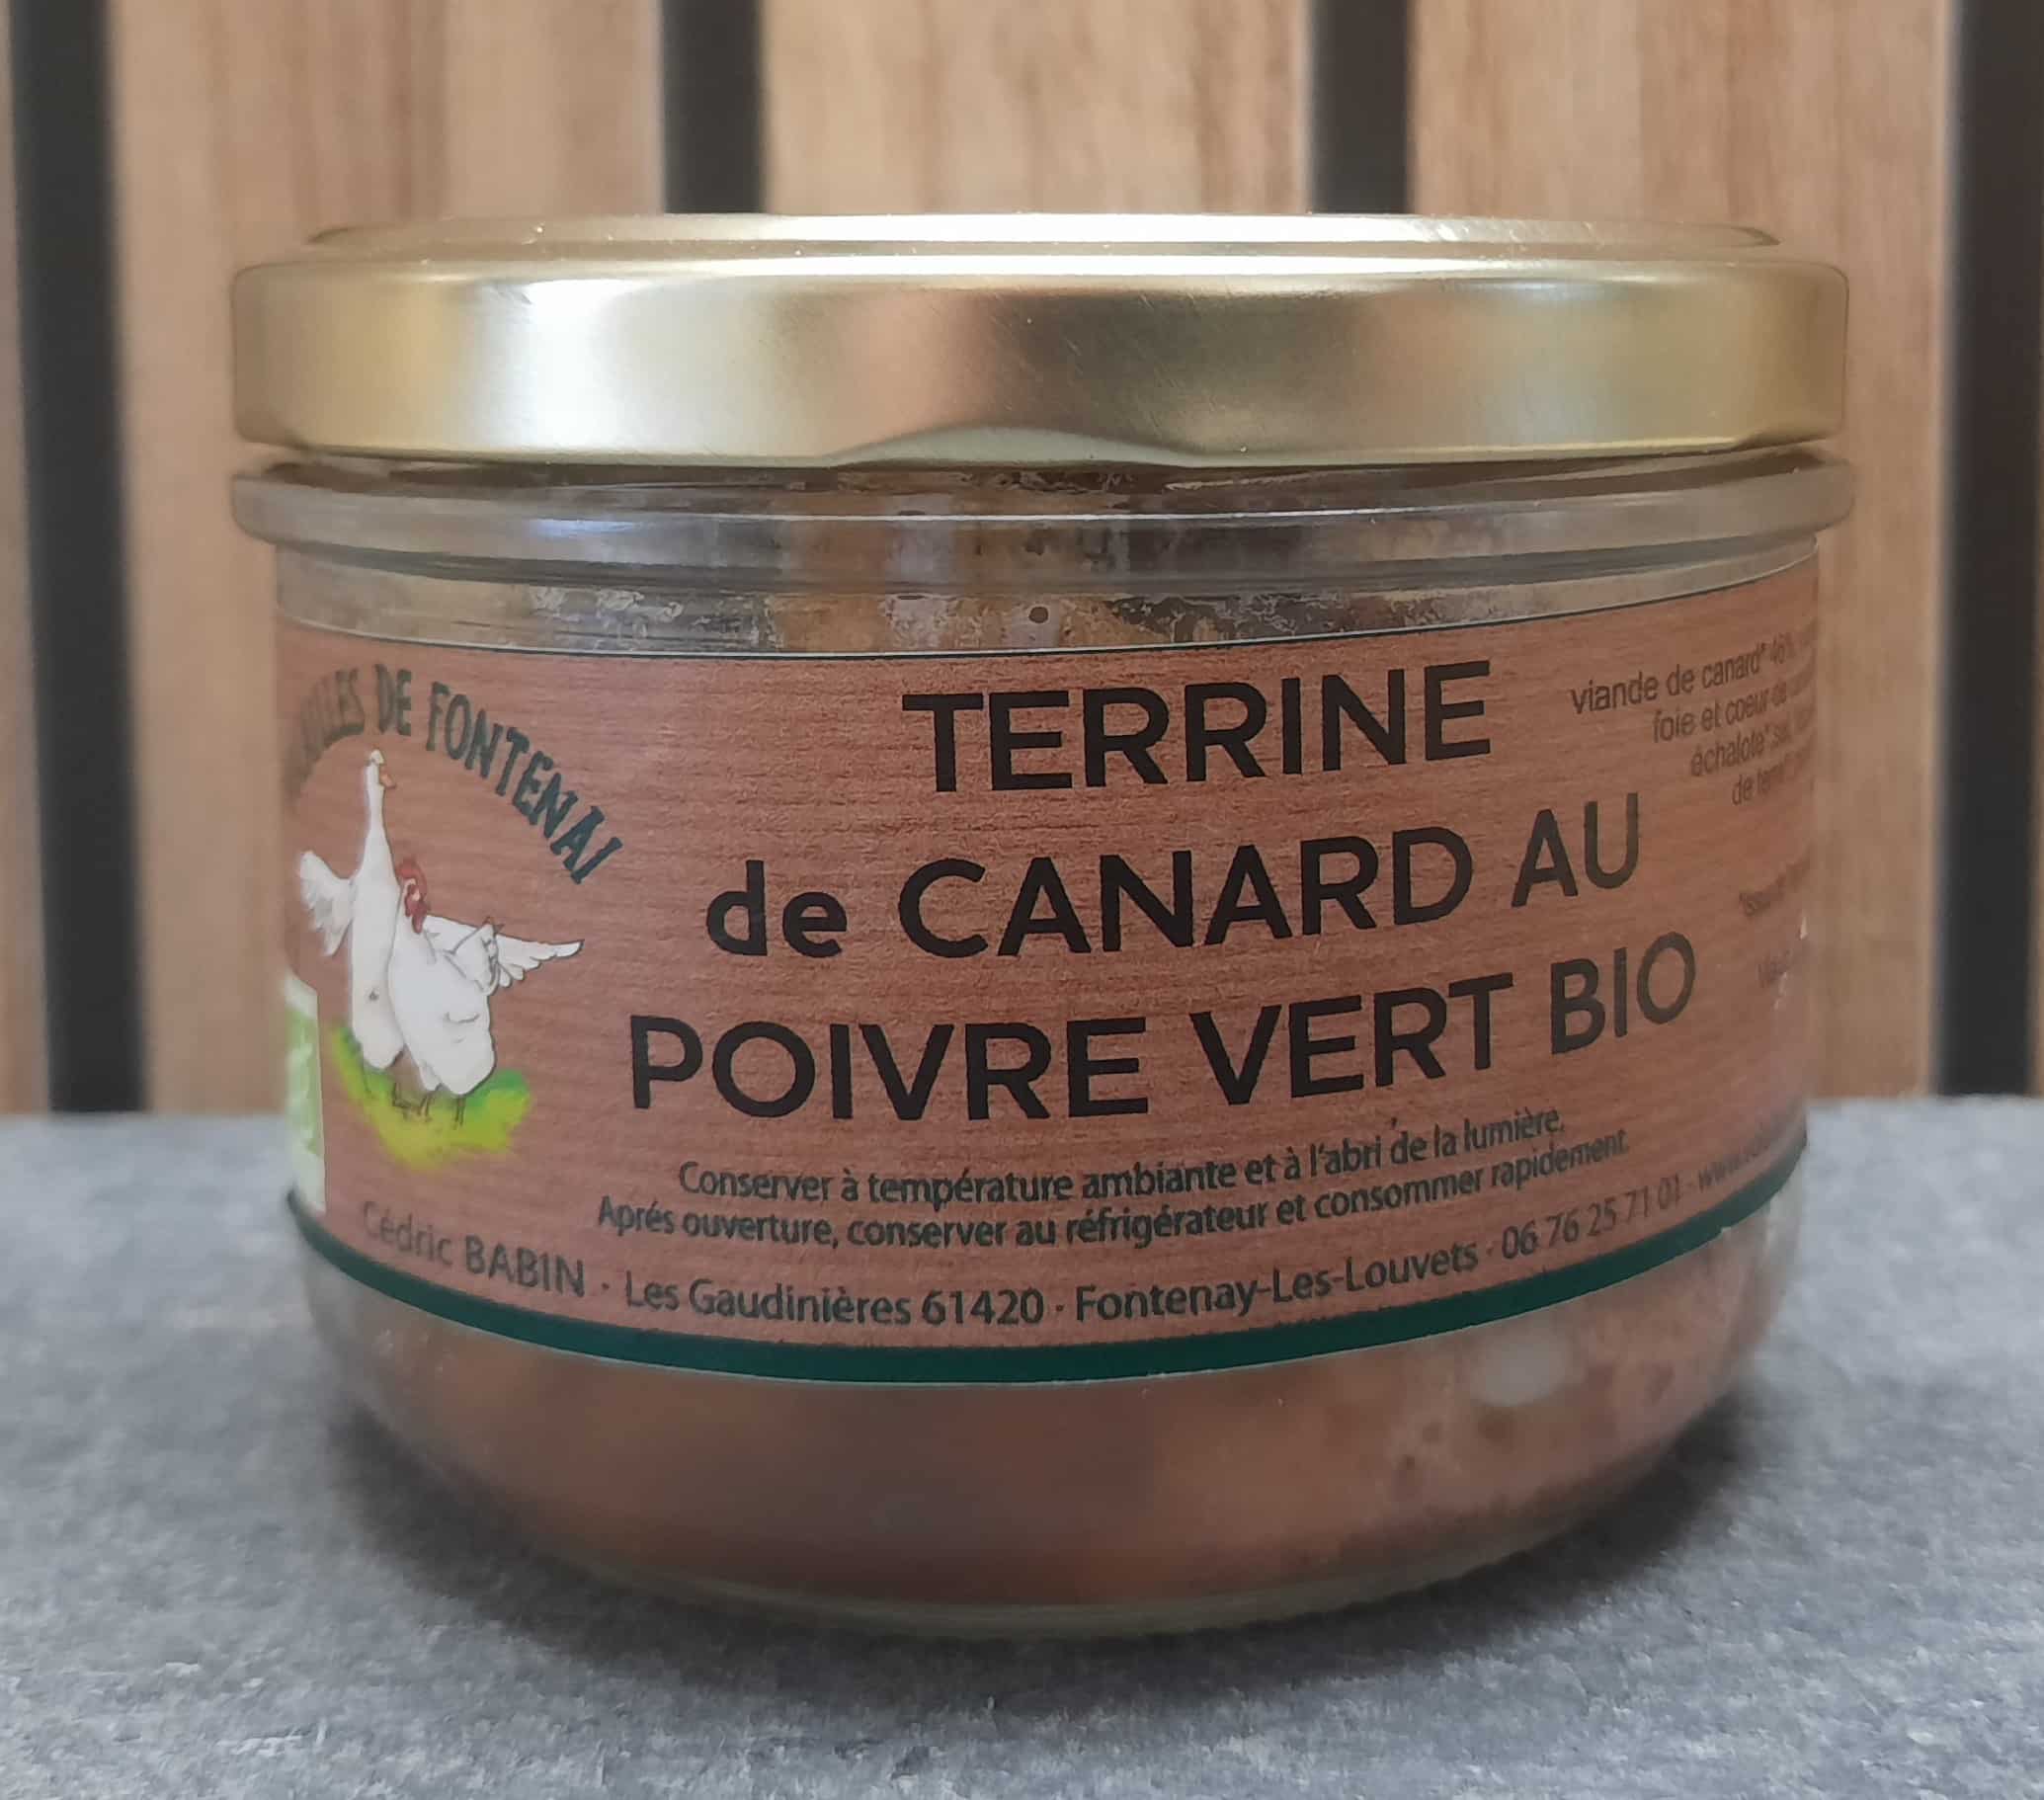 DE FONTENAI
TERRINE
de CANARD AU
POIVRE VERT BIO
viande de canard*
foie et coeur de
échalote* sel,
de
Conserver à température ambiante et à l'abri de la lumière.
Aprés ouverture, conserver au réfrigérateur et consommer rapidement.
Cédric BABIN · Les Gaudinières 61420 · Fontenay-Les-Louvets · 06 76 25 71 01 ·